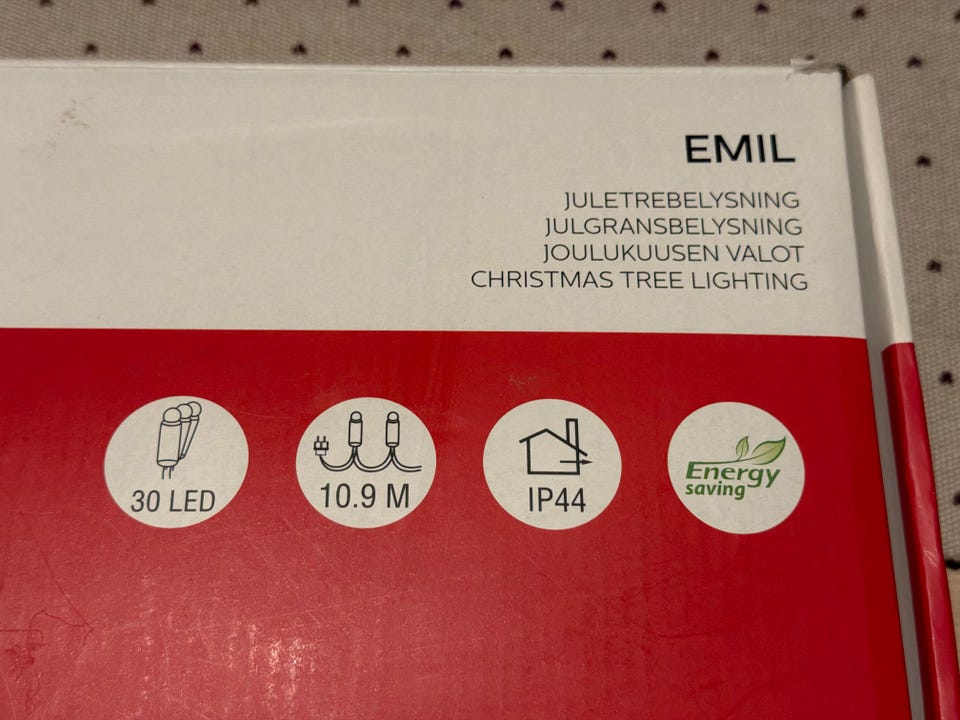 EMIL
JULETREBELYSNING
JULGRANSBELYSNING
JOULUKUUSEN VALOT
CHRISTMAS TREE LIGHTING
30 LED
10.9 M
IP44
Energy
saving